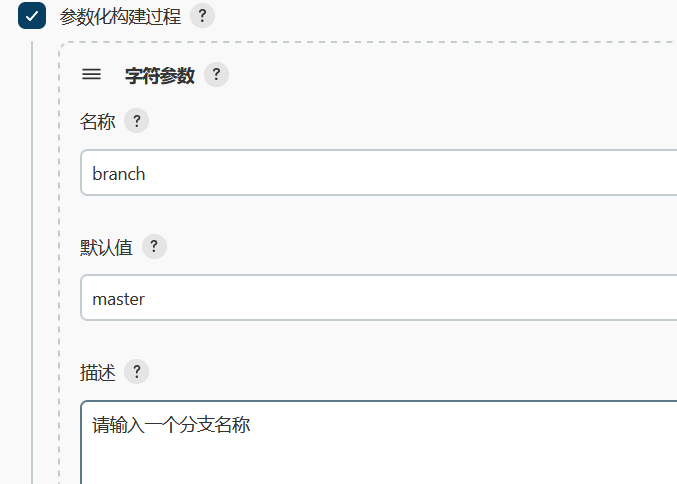 参数化构建过程 ?
字符参数 ?
名称 ?
branch
默认值 ?
master
描述 ?
请输入一个分支名称